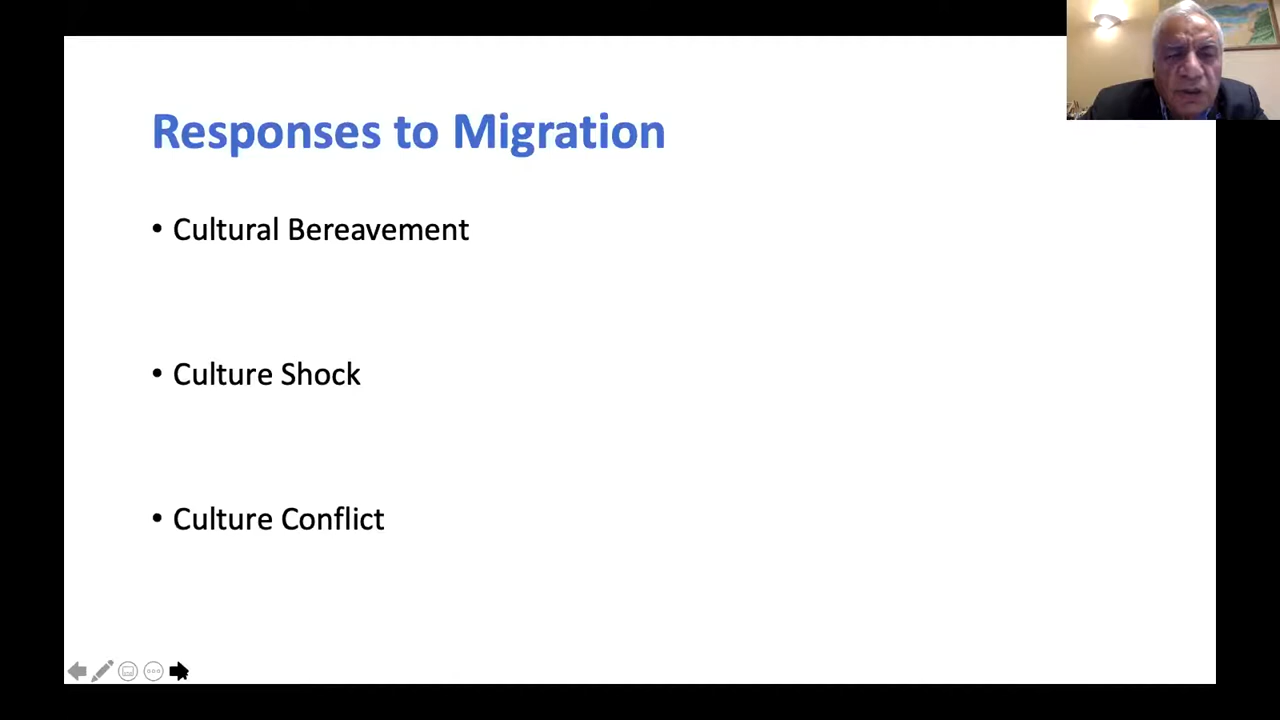 Responses to Migration
• Cultural Bereavement
• Culture Shock
• Culture Conflict